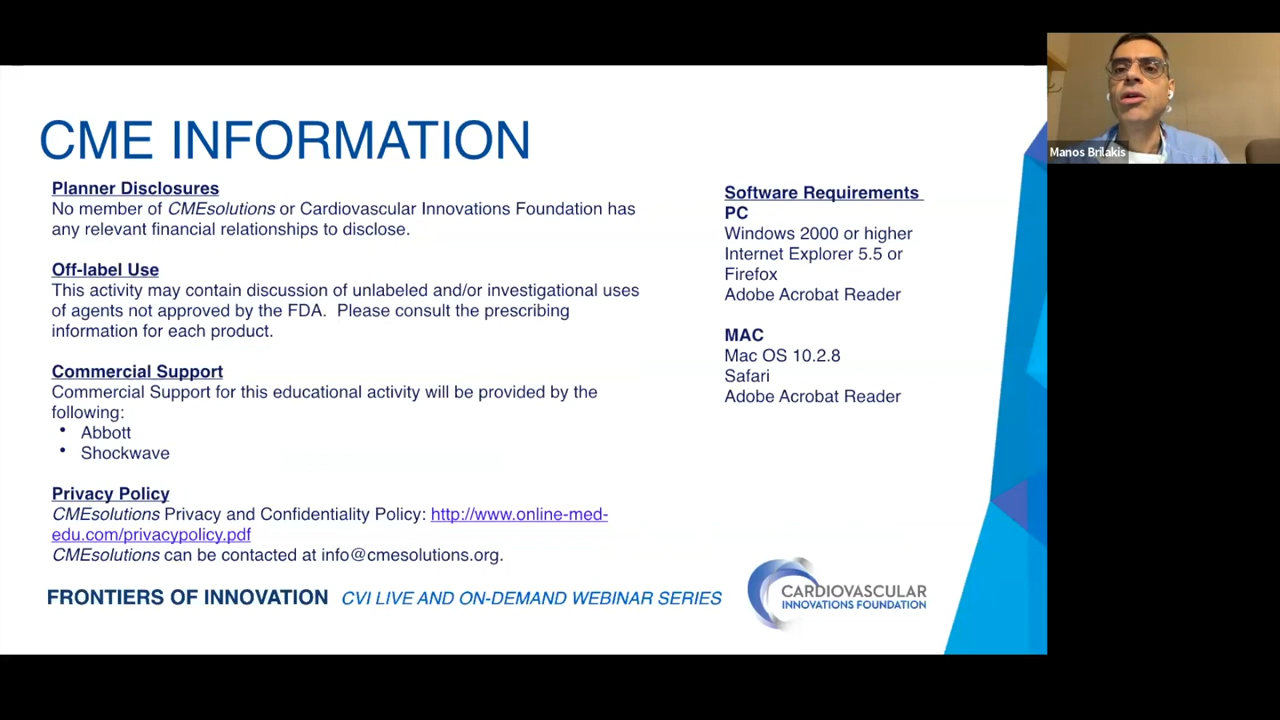 CME INFORMATION
Planner Disclosures
No member of CMEsolutions or Cardiovascular Innovations Foundation has
any relevant financial relationships to disclose.
Off-label Use
This activity may contain discussion of unlabeled and/or investigational uses
of agents not approved by the FDA.  Please consult the prescribing
information for each product.
Commercial Support
Commercial Support for this educational activity will be provided by the
following:
• Abbott
• Shockwave
Privacy Policy
CMEsolutions Privacy and Confidentiality Policy: http://www.online-med-
edu.com/privacypolicy.pdf
CMEsolutions can be contacted at info@cmesolutions.org.
Software Requirements
PC
Windows 2000 or higher
Internet Explorer 5.5 or
Firefox
Adobe Acrobat Reader
MAC
Mac OS 10.2.8
Safari
Adobe Acrobat Reader
FRONTIERS OF INNOVATION CVI LIVE AND ON-DEMAND WEBINAR SERIES
CARDIOVASCULAR
INNOVATIONS FOUNDATION
Manos Brilakis